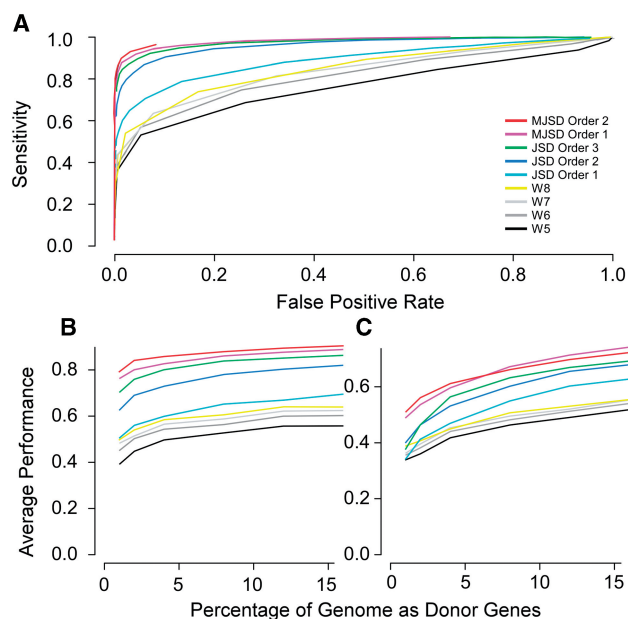 A
1.0
0.8
0.6
0.4
0.2
0.0
Sensitivity
MJSD Order 2
MJSD Order 1
JSD Order 3
JSD Order 2
JSD Order 1
W8
W7
W6
W5
0.0 0.2 0.4 0.6 0.8 1.0
False Positive Rate
B
0.8
0.6
0.4
0.2
0.0
Average Performance
0 5 10 15
C
0.6
0.4
0.2
0.0
0 5 10 15
Percentage of Genome as Donor Genes